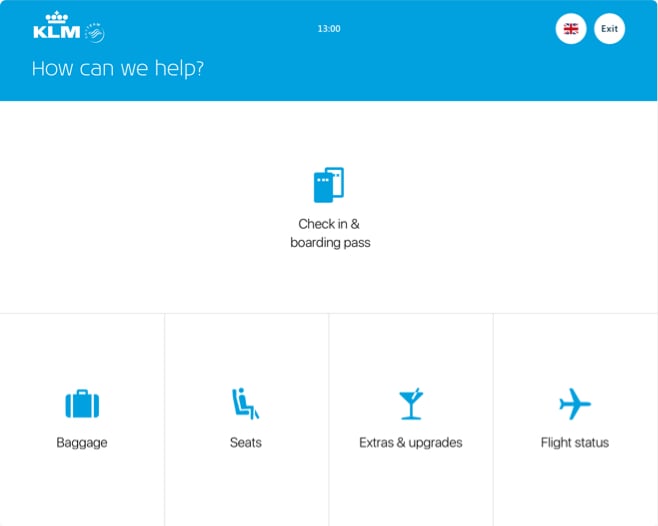 KLM
13:00
Exit
How can we help?
Check in &
boarding pass
Baggage
Seats
Extras & upgrades
Flight status